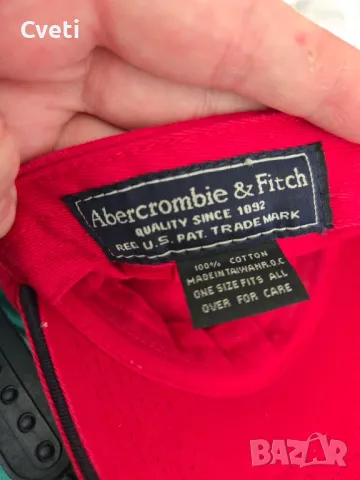 Cveti
Abercrombie & Fitch
QUALITY SINCE 1892
REG. U.S. PAT. TRADEMARK
100% COTTON
MADE IN TAIWAN R.O.C
ONE SIZE FITS ALL
OVER FOR CARE
BAZAR